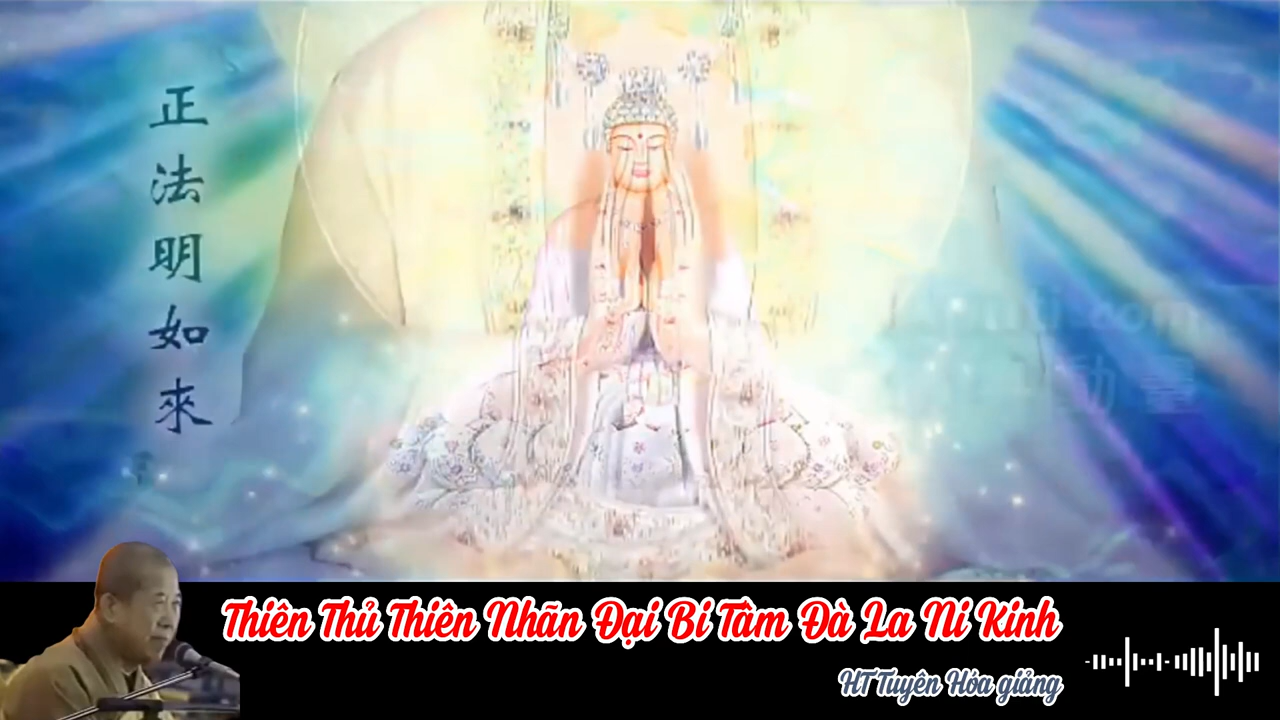 正法明如來
Thiên Thủ Thiên Nhãn Đại Bi Tâm Đà La Ni Kinh
HT Tuyên Hóa giảng